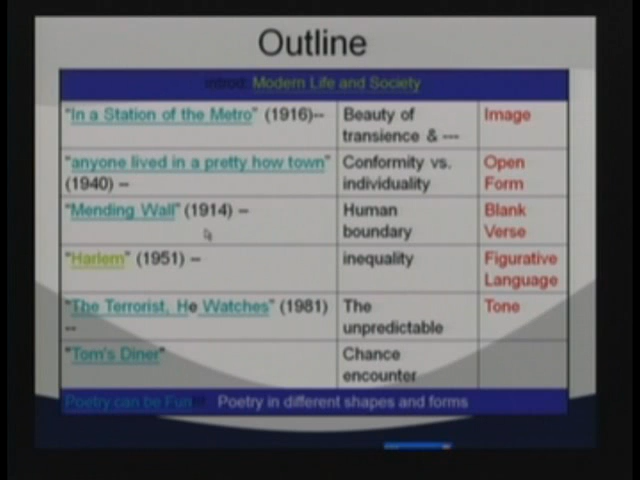 Outline
Introd: Modern Life and Society
"In a Station of the Metro" (1916)-- Beauty of transience & --- Image
"anyone lived in a pretty how town" (1940) – Conformity vs. individuality Open Form
"Mending Wall" (1914) – Human boundary Blank Verse
"Harlem" (1951) – inequality Figurative Language
"The Terrorist, He Watches" (1981) -- The unpredictable Tone
"Tom's Diner" Chance encounter
Poetry can be Fun!! Poetry in different shapes and forms